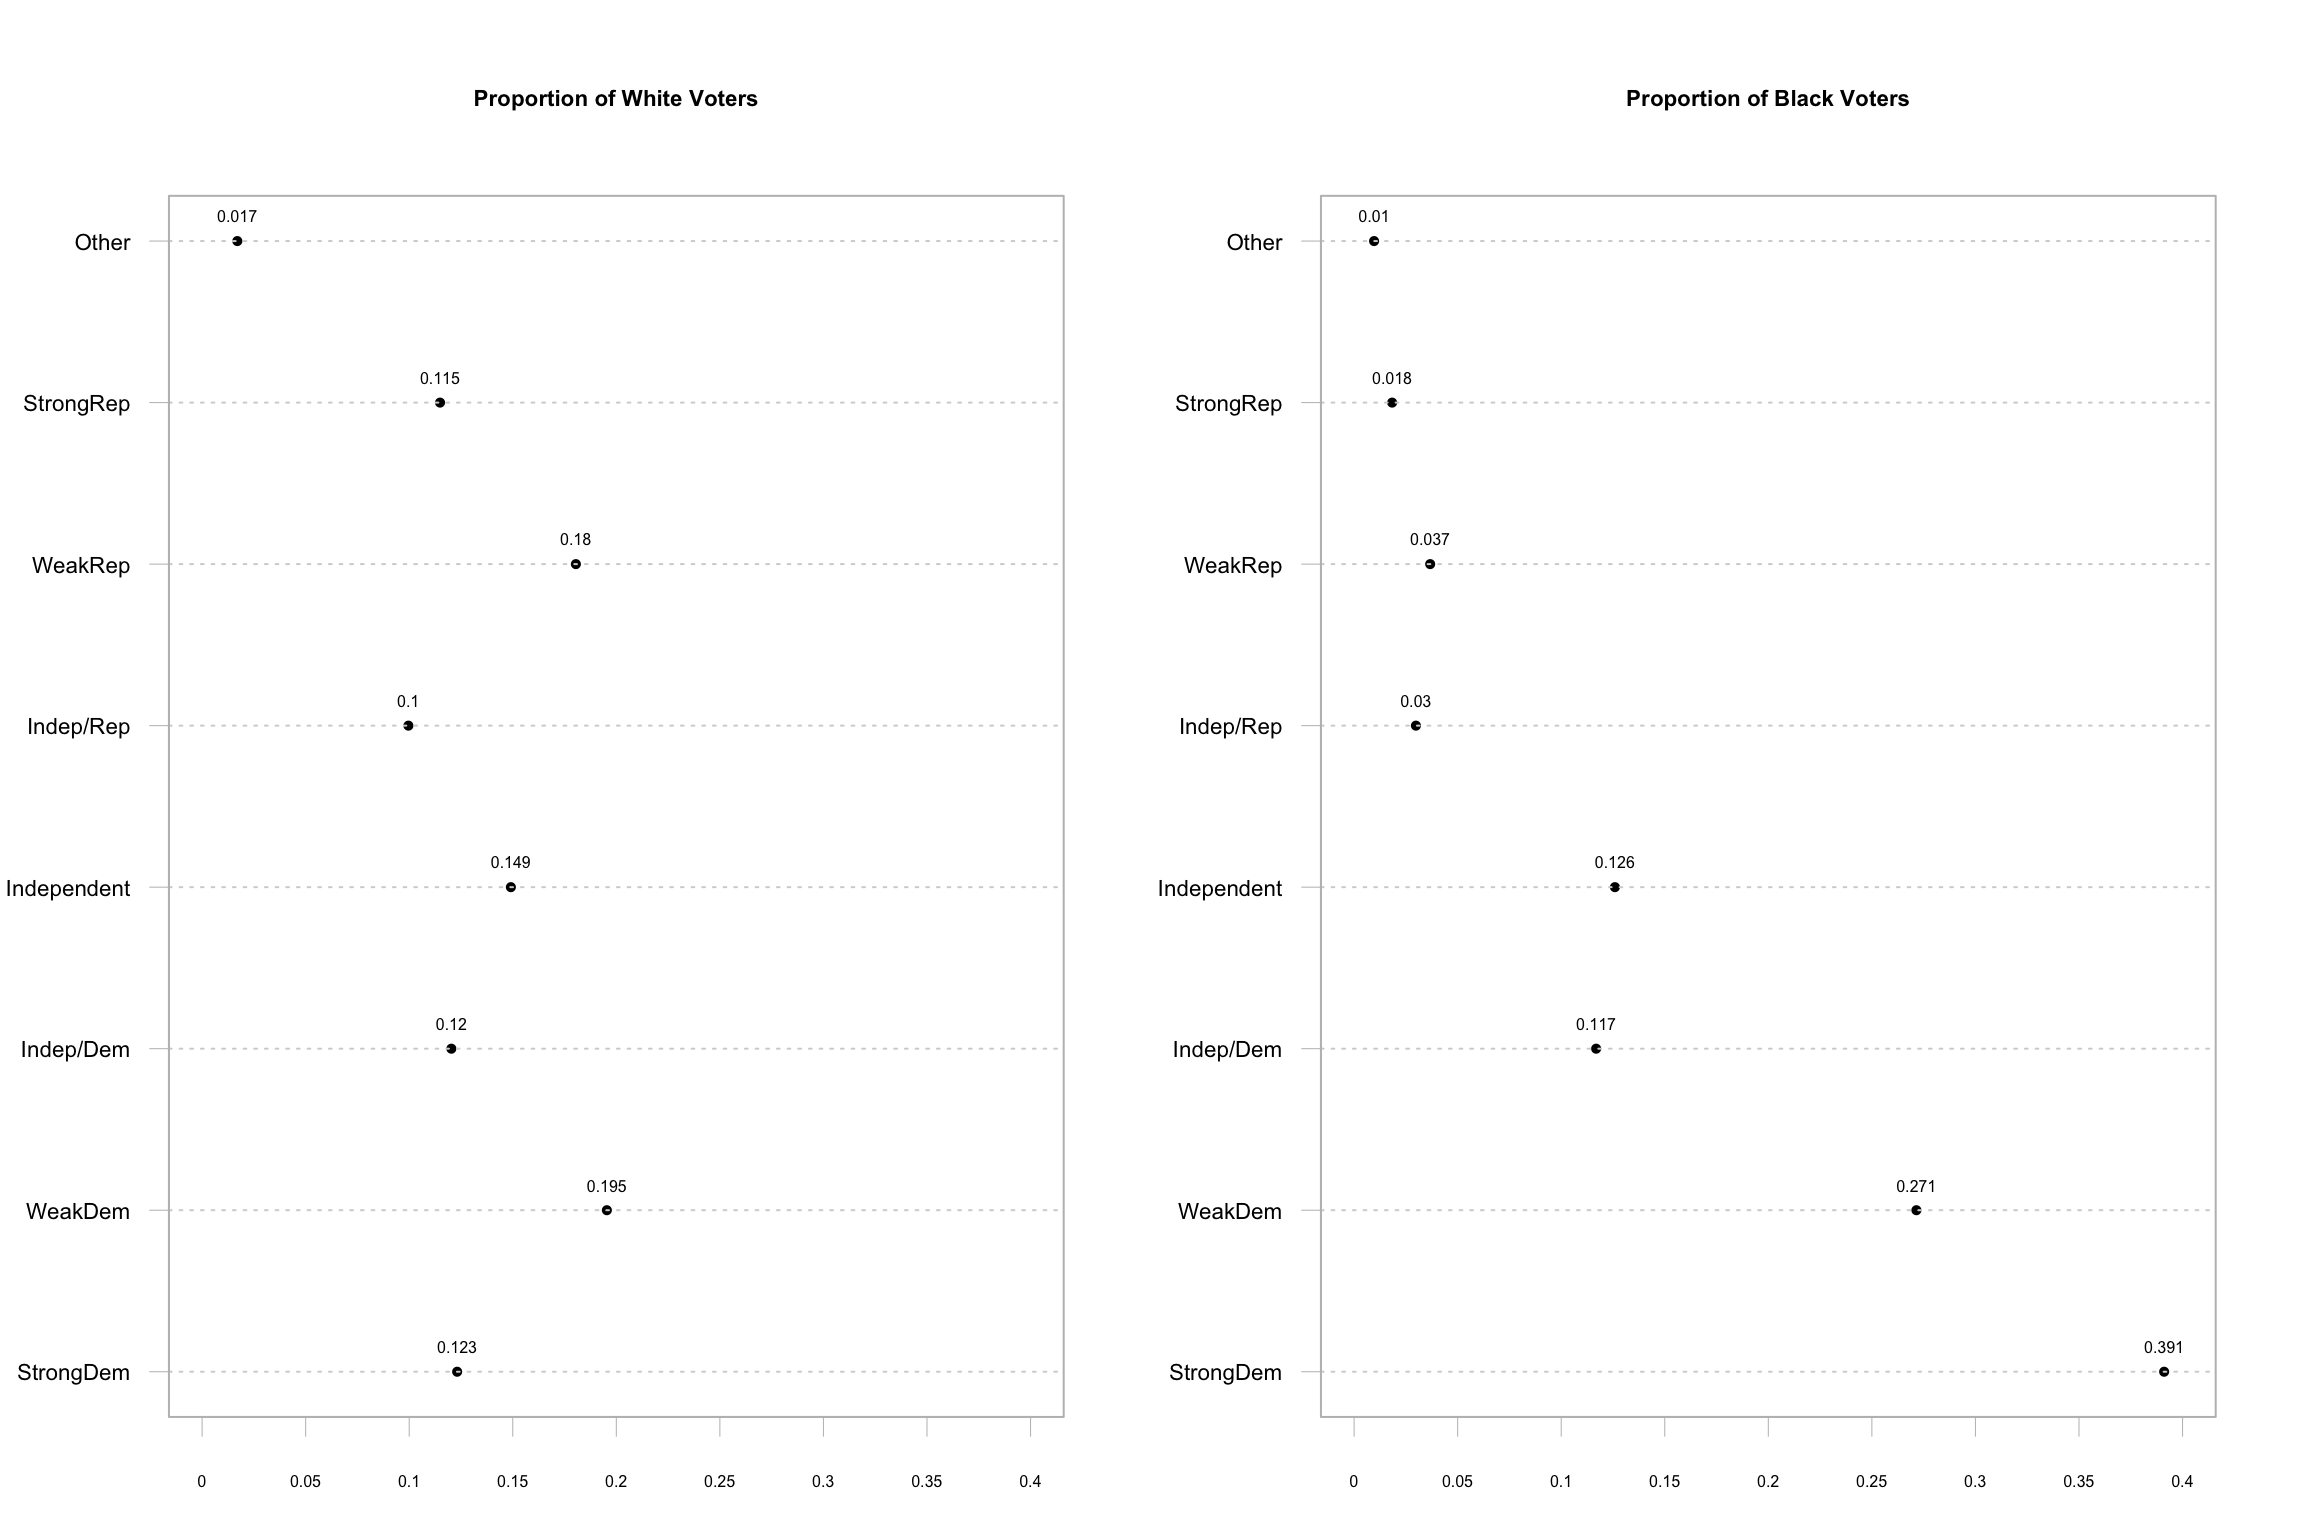 Proportion of White Voters
0.017
Other
0.115
StrongRep
0.18
WeakRep
0.1
Indep/Rep
0.149
Independent
0.12
Indep/Dem
0.195
WeakDem
0.123
StrongDem
0 0.05 0.1 0.15 0.2 0.25 0.3 0.35 0.4
Proportion of Black Voters
0.01
Other
0.018
StrongRep
0.037
WeakRep
0.03
Indep/Rep
0.126
Independent
0.117
Indep/Dem
0.271
WeakDem
0.391
StrongDem
0 0.05 0.1 0.15 0.2 0.25 0.3 0.35 0.4